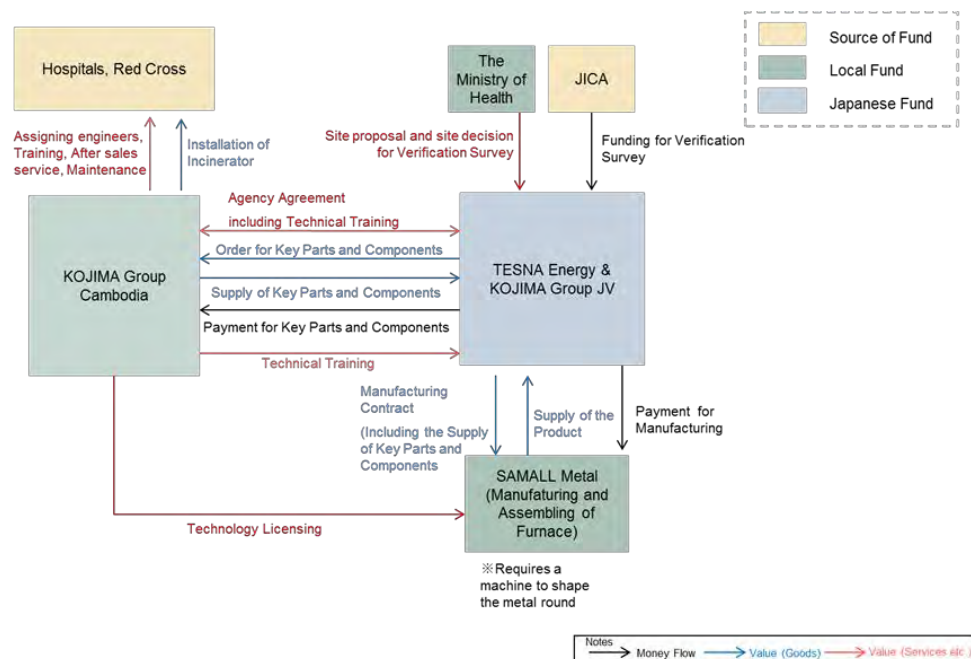 Hospitals, Red Cross
The
Ministry of
Health
JICA
Source of Fund
Local Fund
Japanese Fund
Assigning engineers,
Training, After sales
service, Maintenance
Installation of
Incinerator
Site proposal and site decision
for Verification Survey
Funding for Verification
Survey
KOJIMA Group
Cambodia
Agency Agreement
including Technical Training
Order for Key Parts and Components
Supply of Key Parts and Components
Payment for Key Parts and Components
Technical Training
TESNA Energy &
KOJIMA Group JV
Manufacturing
Contract
(Including the Supply
of Key Parts and
Components
Supply of the
Product
Payment for
Manufacturing
SAMALL Metal
(Manufaturing and
Assembling of
Furnace)
Technology Licensing
※Requires a
machine to shape
the metal round
Notes
Money Flow
Value (Goods)
Value (Services etc.)